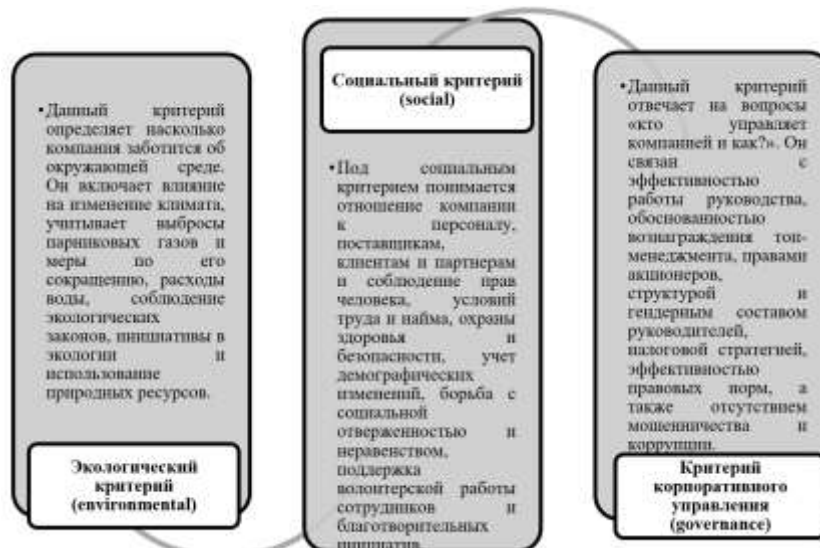 •Данный критерий
определяет насколько
компания заботится об
окружающей среде.
Он включает влияние
на изменение климата,
учитывает выбросы
парниковых газов и
меры по его
сокращению, расходы
воды, соблюдение
экологических
законов, инициативы в
экологии и
использование
природных ресурсов.
Экологический
критерий
(environmental)
Социальный критерий
(social)
•Под социальным
критерием понимается
отношение компании
к персоналу,
поставщикам,
клиентам и партнерам
и соблюдение прав
человека, условий
труда и найма, охраны
здоровья и
безопасности, учет
демографических
изменений, борьба с
социальной
отверженностью и
неравенством,
поддержка
волонтерской работы
сотрудников и
благотворительных
инициатив
•Данный критерий
отвечает на вопросы
«кто управляет
компанией и как?». Он
связан с
эффективностью
работы руководства,
обоснованностью
вознаграждения топ-
менеджмента, правами
акционеров,
структурой и
гендерным составом
руководителей,
налоговой стратегией,
эффективностью
правовых норм, а
также отсутствием
мошенничества и
коррупции.
Критерий
корпоративного
управления
(governance)